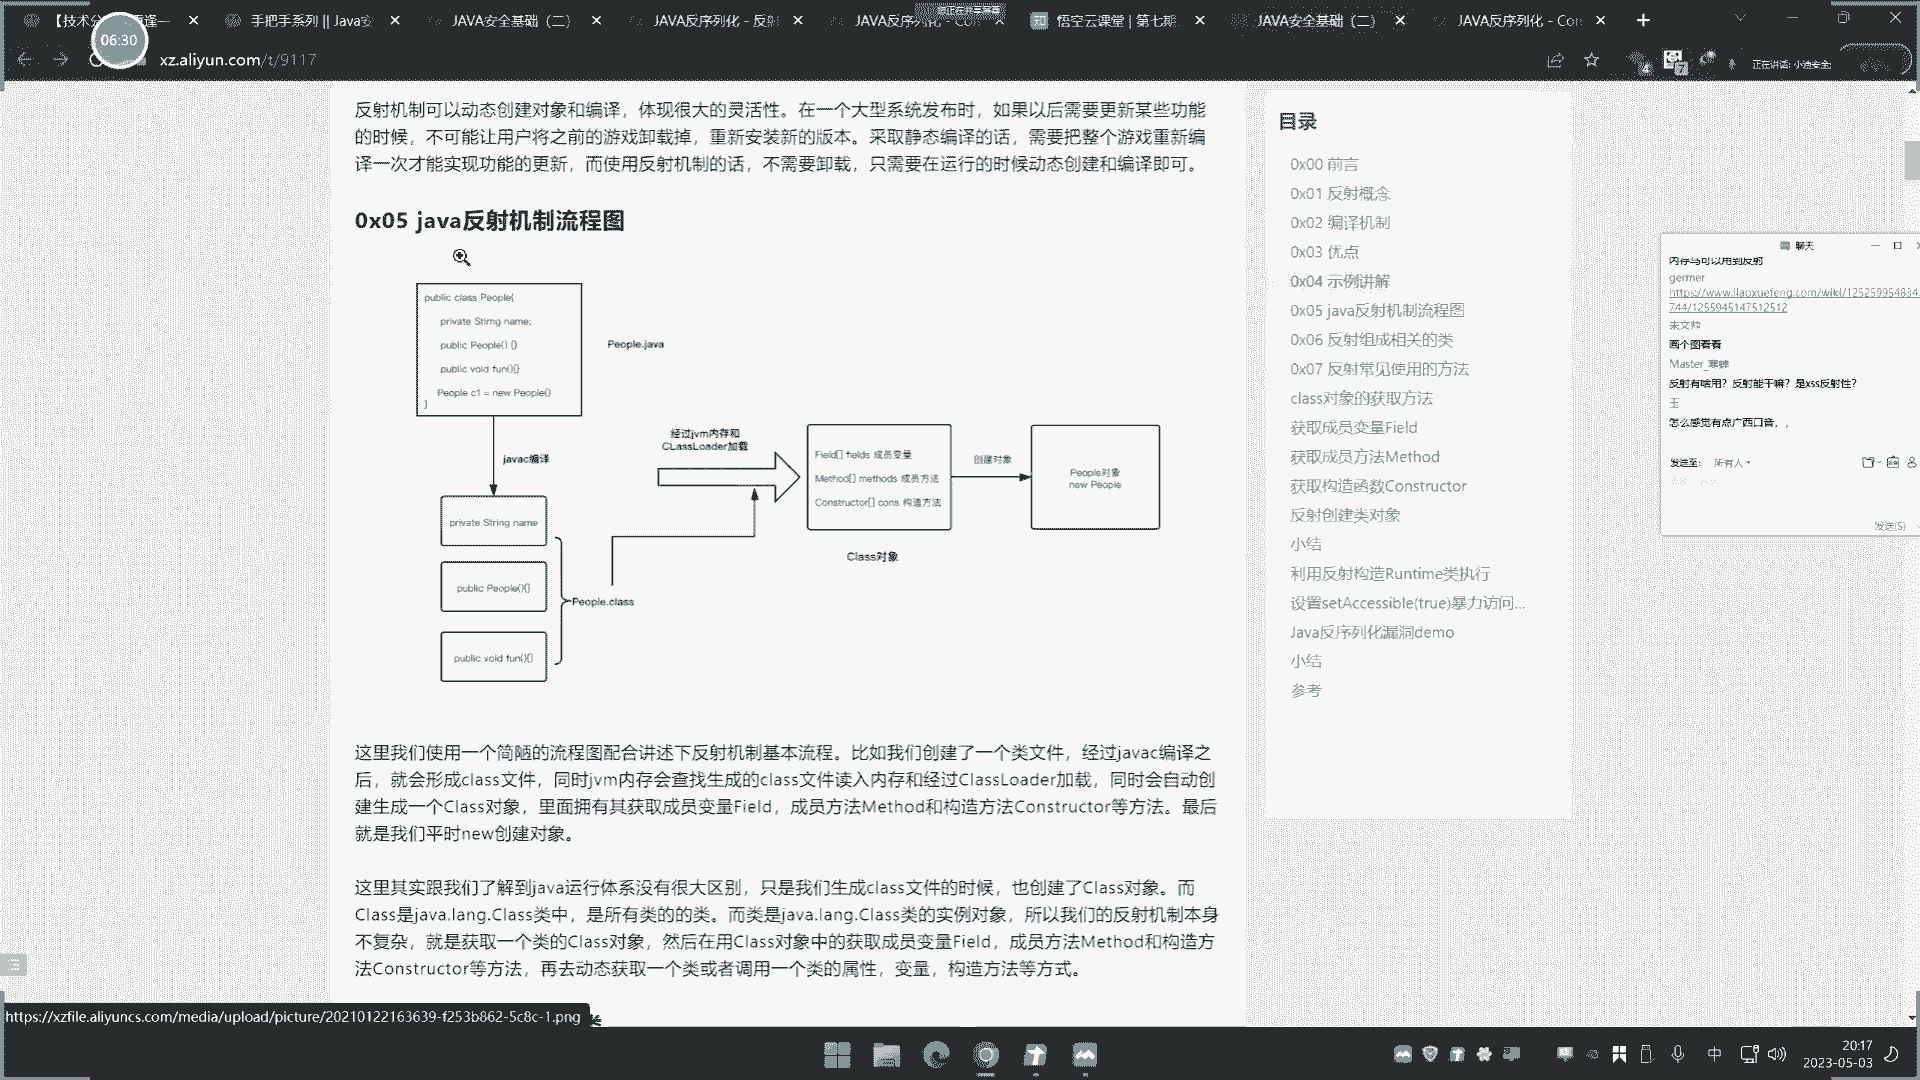 【技术分
手把手系列 || Java安
JAVA安全基础（二）
JAVA反序列化 - 反射
JAVA反序列化 - Com
悟空云课堂 | 第七期
JAVA安全基础（二）
JAVA反序列化 - Con
06:30
xz.aliyun.com/t/9117
正在讲话: 小迪安全;
反射机制可以动态创建对象和编译，体现很大的灵活性。在一个大型系统发布时，如果以后需要更新某些功能
的时候，不可能让用户将之前的游戏卸载掉，重新安装新的版本。采取静态编译的话，需要把整个游戏重新编
译一次才能实现功能的更新，而使用反射机制的话，不需要卸载，只需要在运行的时候动态创建和编译即可。
0x05 java反射机制流程图
public class People{
private Stirng name;
public People() {}
public void fun(){}
People c1 = new People()
}
People.java
javac编译
private String name
public People(){}
public void fun(){}
People.class
经过jvm内存和
CLassLoader加载
Field[] fields 成员变量
Method[] methods 成员方法
Constructor[] cons 构造方法
Class对象
创建对象
People对象
new People
这里我们使用一个简陋的流程图配合讲述下反射机制基本流程。比如我们创建了一个类文件，经过javac编译之
后，就会形成class文件，同时jvm内存会查找生成的class文件读入内存和经过ClassLoader加载，同时会自动创
建生成一个Class对象，里面拥有其获取成员变量Field，成员方法Method和构造方法Constructor等方法。最后
就是我们平时new创建对象。
这里其实跟我们了解到java运行体系没有很大区别，只是我们生成class文件的时候，也创建了Class对象。而
Class是java.lang.Class类中，是所有类的的类。而类是java.lang.Class类的实例对象，所以我们的反射机制本身
不复杂，就是获取一个类的Class对象，然后在用Class对象中的获取成员变量Field，成员方法Method和构造方
法Constructor等方法，再去动态获取一个类或者调用一个类的属性，变量，构造方法等方式。
目录
0x00 前言
0x01 反射概念
0x02 编译机制
0x03 优点
0x04 示例讲解
0x05 java反射机制流程图
0x06 反射组成相关的类
0x07 反射常见使用的方法
class对象的获取方法
获取成员变量Field
获取成员方法Method
获取构造函数Constructor
反射创建类对象
小结
利用反射构造Runtime类执行
设置setAccessible(true)暴力访问...
Java反序列化漏洞demo
小结
参考
聊天
内存马可以用到反射
germer
https://www.liaoxuefeng.com/wiki/125259954834
744/1255945147512512
朱文帅
画个图看看
Master_寒蝉
反射有啥用？反射能干嘛？是xss反射性？
玉
怎么感觉有点广西口音，，
发送至: 所有人
发送(S)
https://xzfile.aliyuncs.com/media/upload/picture/20210122163639-f253b862-5c8c-1.png
中
20:17
2023-05-03